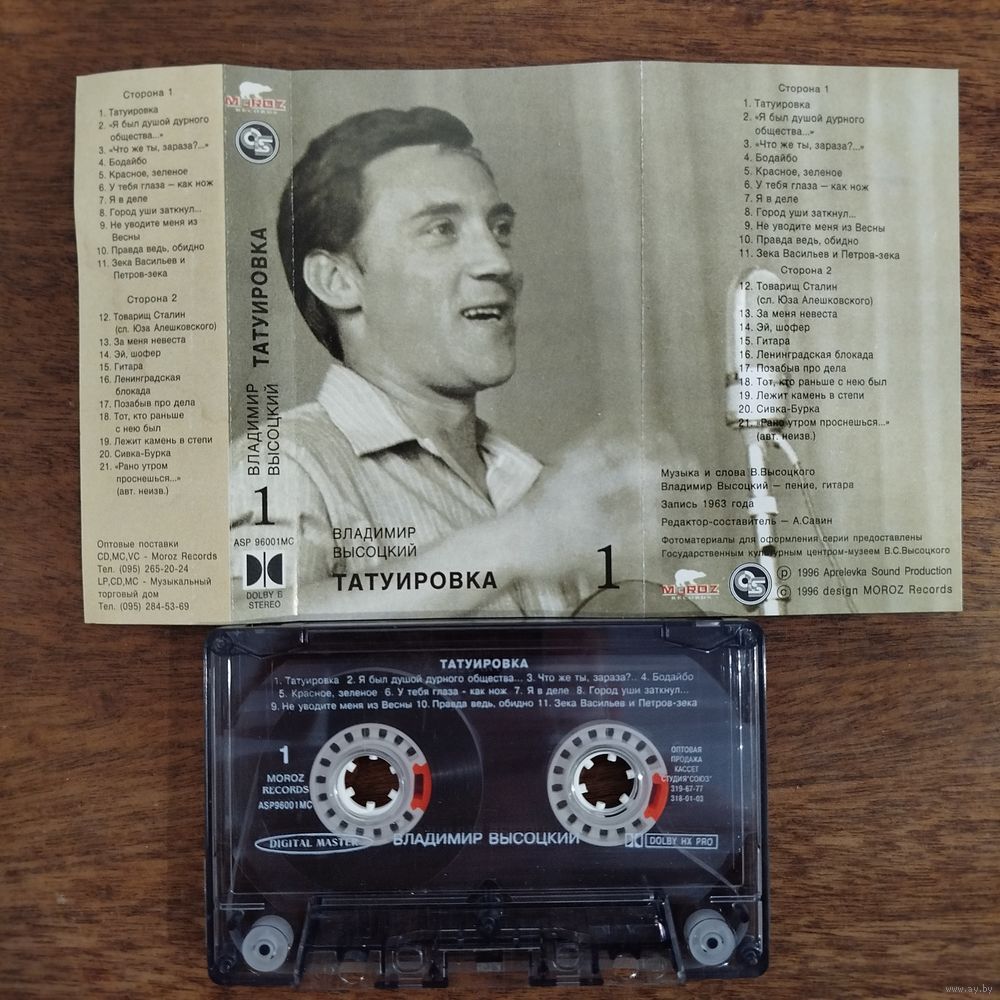 Сторона 1
1. Татуировка
2. «Я был душой дурного
общества...»
3. «Что же ты, зараза?...»
4. Бодайбо
5. Красное, зеленое
6. У тебя глаза – как нож
7. Я в деле
8. Город уши заткнул...
9. Не уводите меня из
Весны
10. Правда ведь, обидно
11. Зека Васильев и
Петров-зека
Сторона 2
12. Товарищ Сталин
(сл. Юза Алешковского)
13. За меня невеста
14. Эй, шофер
15. Гитара
16. Ленинградская
блокада
17. Позабыв про дела
18. Тот, кто раньше
с нею был
19. Лежит камень в степи
20. Сивка-Бурка
21. «Рано утром
проснешься...»
(авт. неизв.)
Оптовые поставки
CD,MC,VC - Moroz Records
Тел. (095) 265-20-24
LP,CD,MC - Музыкальный
торговый дом
Тел. (095) 284-53-69
MOROZ
RECORDS
ВЛАДИМИР
ВЫСОЦКИЙ
ТАТУИРОВКА
1
ASP 96001MC
DOLBY Б
STEREO
ВЛАДИМИР
ВЫСОЦКИЙ
ТАТУИРОВКА
1
Сторона 1
1. Татуировка
2. «Я был душой дурного
общества...»
3. «Что же ты, зараза?...»
4. Бодайбо
5. Красное, зеленое
6. У тебя глаза – как нож
7. Я в деле
8. Город уши заткнул...
9. Не уводите меня из Весны
10. Правда ведь, обидно
11. Зека Васильев и Петров-зека
Сторона 2
12. Товарищ Сталин
(сл. Юза Алешковского)
13. За меня невеста
14. Эй, шофер
15. Гитара
16. Ленинградская блокада
17. Позабыв про дела
18. Тот, кто раньше с нею был
19. Лежит камень в степи
20. Сивка-Бурка
21. «Рано утром проснешься...»
(авт. неизв.)
Музыка и слова В.Высоцкого
Владимир Высоцкий – пение, гитара
Запись 1963 года
Редактор-составитель – А.Савин
Фотоматериалы для оформления серии предоставлены
Государственным культурным центром-музеем В.С.Высоцкого
MOROZ
RECORDS
Ⓟ 1996 Aprelevka Sound Production
© 1996 design MOROZ Records
ТАТУИРОВКА
1. Татуировка 2. Я был душой дурного общества... 3. Что же ты, зараза?.. 4. Бодайбо
5. Красное, зеленое 6. У тебя глаза - как нож 7. Я в деле 8. Город уши заткнул...
9. Не уводите меня из Весны 10. Правда ведь, обидно 11. Зека Васильев и Петров-зека
1
MOROZ
RECORDS
ASP96001MC
ОПТОВАЯ
ПРОДАЖА
КАССЕТ
СТУДИЯ"СОЮЗ"
319-67-77
318-01-03
DIGITAL MASTER
ВЛАДИМИР ВЫСОЦКИЙ
DOLBY HX PRO
www.ay.by